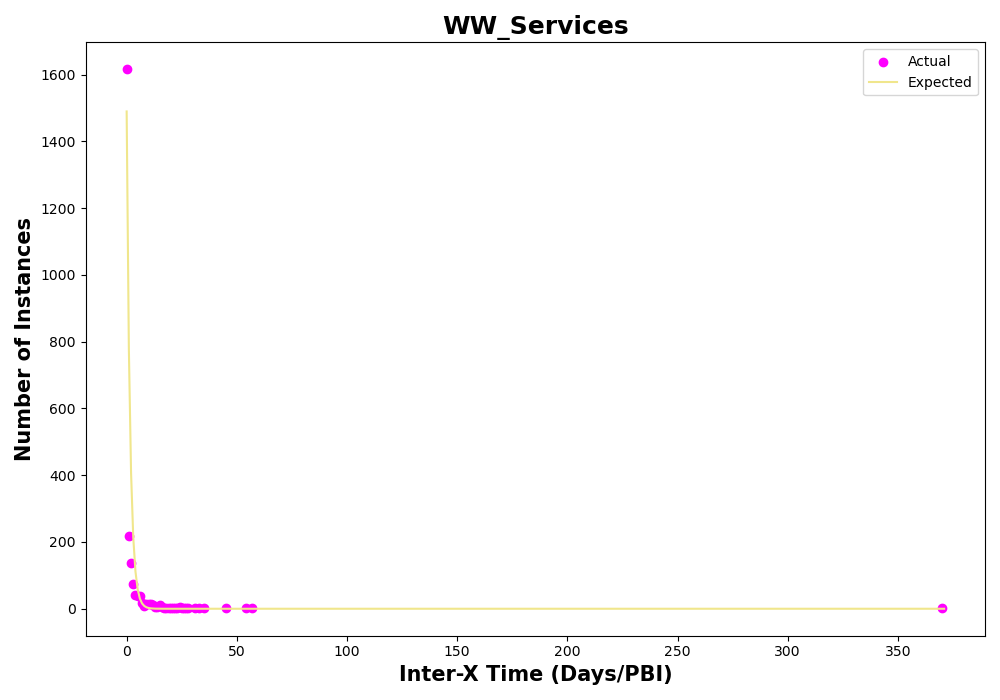 WW_Services
Actual
Expected
Number of Instances
1600
1400
1200
1000
800
600
400
200
0
0 50 100 150 200 250 300 350
Inter-X Time (Days/PBI)